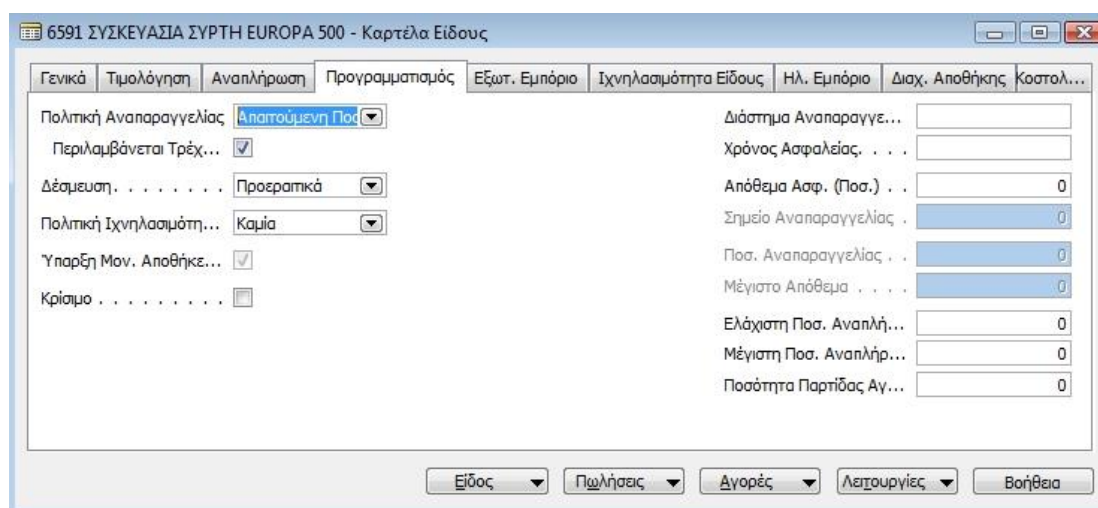 6591 ΣΥΣΚΕΥΑΣΙΑ ΣΥΡΤΗ EUROPA 500 - Καρτέλα Είδους
Γενικά Τιμολόγηση Αναπλήρωση Προγραμματισμός Εξωτ. Εμπόριο Ιχνηλασιμότητα Είδους Ηλ. Εμπόριο Διαχ. Αποθήκης Κοστολ...
Πολιτική Αναπαραγγελίας Απαιτούμενη Ποσ Διάστημα Αναπαραγγε...
Περιλαμβάνεται Τρέχ... Χρόνος Ασφαλείας. . . .
Δέσμευση. . . . . . . . Προεραιτικά Απόθεμα Ασφ. (Ποσ.) . . 0
Πολιτική Ιχνηλασιμότη... Καμία Σημείο Αναπαραγγελίας . 0
Ύπαρξη Μον. Αποθήκε... Ποσ. Αναπαραγγελίας . . 0
Κρίσιμο . . . . . . . . . Μέγιστο Απόθεμα . . . . 0
Ελάχιστη Ποσ. Αναπλή... 0
Μέγιστη Ποσ. Αναπλήρ... 0
Ποσότητα Παρτίδας Αγ... 0
Είδος Πωλήσεις Αγορές Λειτουργίες Βοήθεια